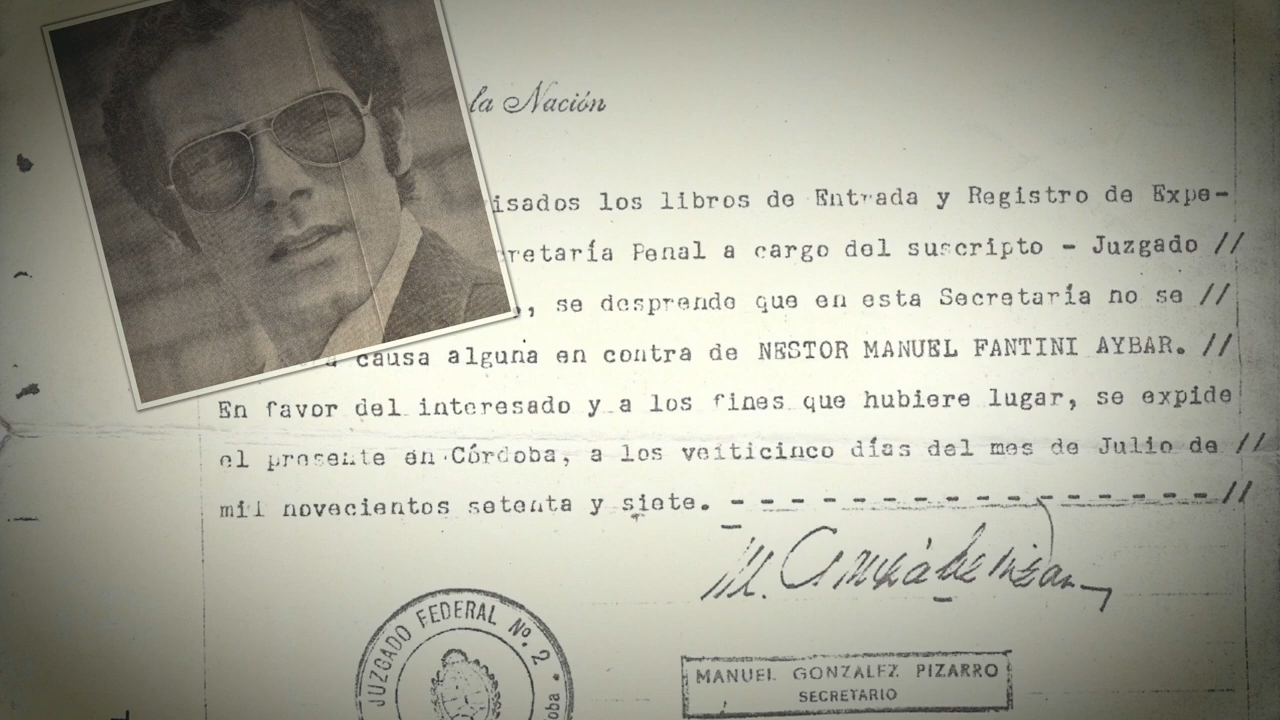 la Nación
isados los libros de Entrada y Registro de Expe-
retaría Penal a cargo del suscripto - Juzgado //
, se desprende que en esta Secretaría no se //
causa alguna en contra de NESTOR MANUEL FANTINI AYBAR. //
En favor del interesado y a los fines que hubiere lugar, se expide
el presente en Córdoba, a los veiticinco días del mes de Julio de //
mil novecientos setenta y siete. - - - - - - - - - - - - - - - - //
JUZGADO FEDERAL No. 2
oba
MANUEL GONZALEZ PIZARRO
SECRETARIO